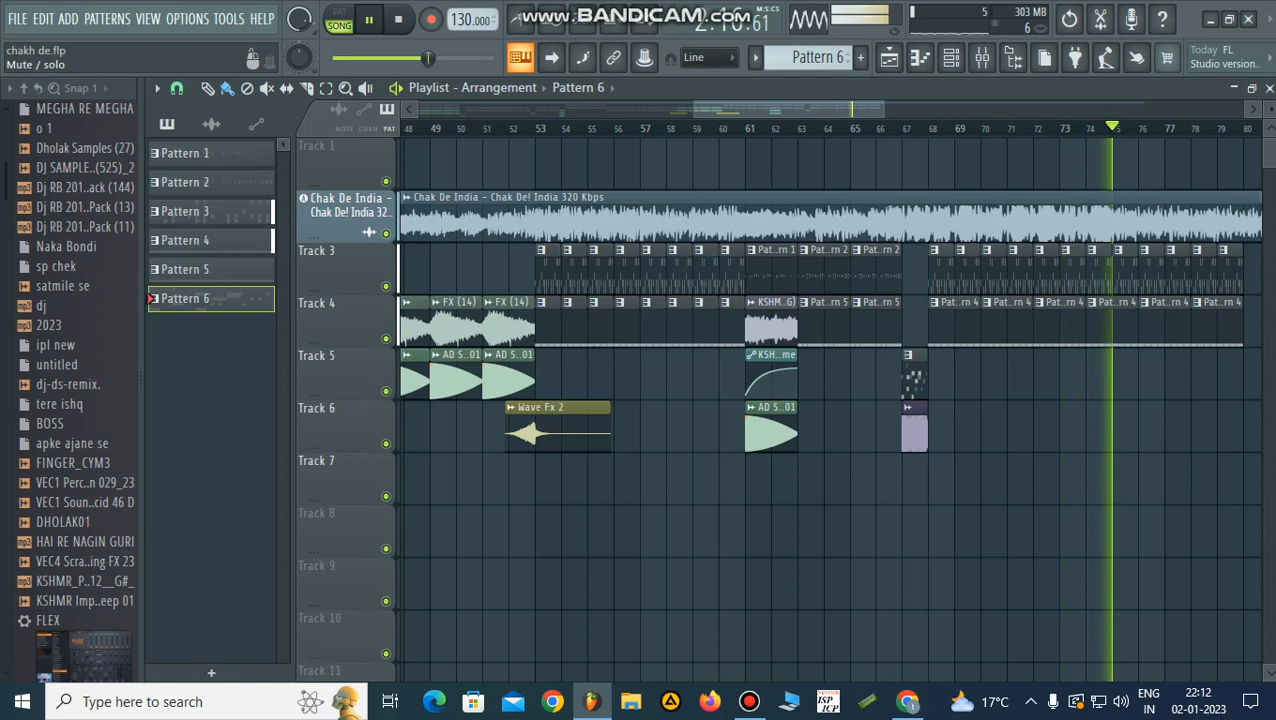 FILE EDIT ADD PATTERNS VIEW OPTIONS TOOLS HELP
PAT
SONG
130.000
www.BANDICAM.com
2:16:61
M:S:CS
5
303 MB
6
chakh de.flp
Mute / solo
Line
Pattern 6
Today FL
Studio version..
Snap 1
Playlist - Arrangement
Pattern 6
NOTE CHAN PAT
48 49 50 51 52 53 54 55 56 57 58 59 60 61 62 63 64 65 66 67 68 69 70 71 72 73 74 5 76 77 78 79 80
MEGHA RE MEGHA
o 1
Dholak Samples (27)
DJ SAMPLE..(525)_2
Dj RB 201..ack (144)
Dj RB 201..Pack (13)
Dj RB 201..Pack (11)
Naka Bondi
sp chek
satmile se
dj
2023
ipl new
untitled
dj-ds-remix.
tere ishq
BOSS
apke ajane se
FINGER_CYM3
VEC1 Perc..n 029_23
VEC1 Soun..cid 46 D
DHOLAK01
HAI RE NAGIN GURI
VEC4 Scra..ing FX 23
KSHMR_P..12__G#_
KSHMR Imp..eep 01
FLEX
Pattern 1
Pattern 2
Pattern 3
Pattern 4
Pattern 5
Pattern 6
Track 1
Chak De India -
Chak De! India 32..
Chak De India - Chak De! India 320 Kbps
Track 3
Pat..rn 1 Pat..rn 2 Pat..rn 2
Track 4
FX (14) FX (14) KSHM..G) Pat..rn 5 Pat..rn 5 Pat..rn 4 Pat..rn 4 Pat..rn 4 Pat..rn 4 Pat..rn 4 Pat..rn 4
Track 5
AD S..01 AD S..01 KSH..me
Track 6
Wave Fx 2 AD S..01
Track 7
Track 8
Track 9
Track 10
Track 11
Type here to search
17°C
ENG
IN
22:12
02-01-2023